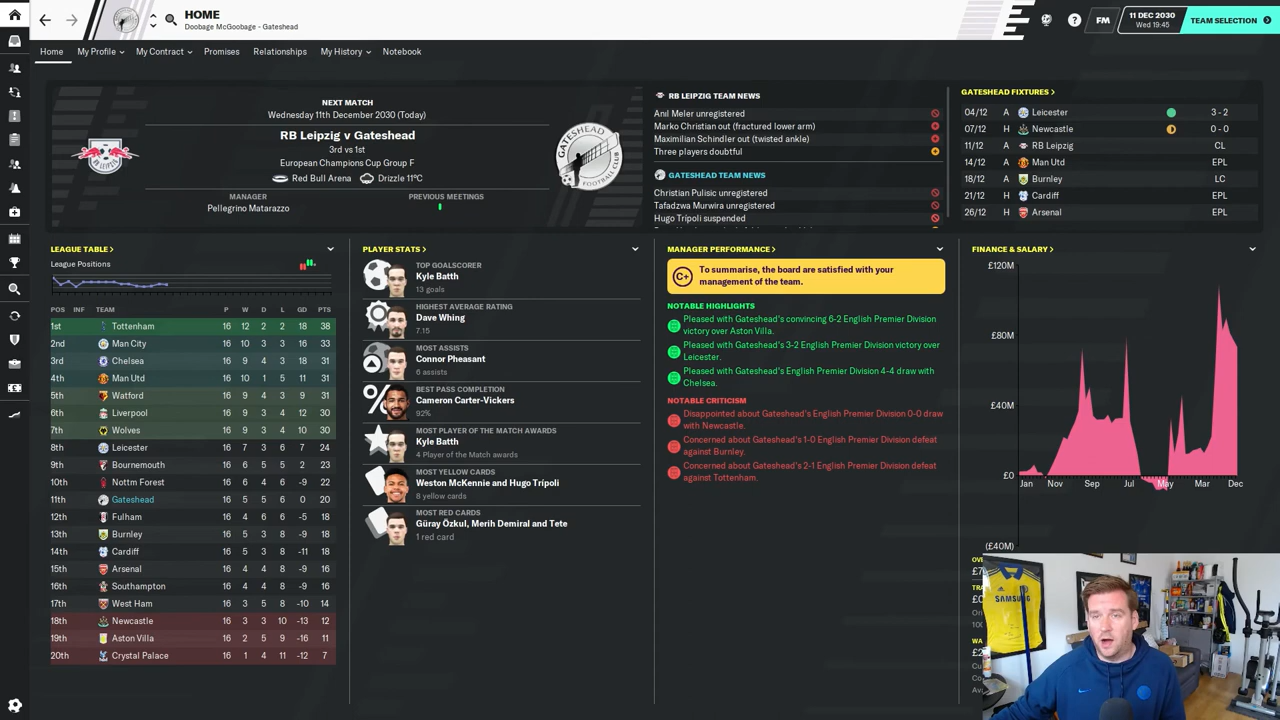 HOME
Doobage McGoobage - Gateshead
FM
11 DEC 2030
Wed 19:45
TEAM SELECTION
Home
My Profile
My Contract
Promises
Relationships
My History
Notebook
NEXT MATCH
Wednesday 11th December 2030 (Today)
RB Leipzig v Gateshead
3rd vs 1st
European Champions Cup Group F
Red Bull Arena
Drizzle 11°C
MANAGER
Pellegrino Matarazzo
PREVIOUS MEETINGS
GATESHEAD
FOOTBALL CLUB
RB LEIPZIG TEAM NEWS
Anıl Meler unregistered
Marko Christian out (fractured lower arm)
Maximilian Schindler out (twisted ankle)
Three players doubtful
GATESHEAD TEAM NEWS
Christian Pulisic unregistered
Tafadzwa Murwira unregistered
Hugo Trípoli suspended
GATESHEAD FIXTURES
04/12 A Leicester 3 - 2
07/12 H Newcastle 0 - 0
11/12 A RB Leipzig CL
14/12 A Man Utd EPL
18/12 A Burnley LC
21/12 H Cardiff EPL
26/12 H Arsenal EPL
LEAGUE TABLE
League Positions
POS INF TEAM P W D L GD PTS
1st Tottenham 16 12 2 2 18 38
2nd Man City 16 10 3 3 16 33
3rd Chelsea 16 9 4 3 18 31
4th Man Utd 16 10 1 5 11 31
5th Watford 16 9 4 3 8 31
6th Liverpool 16 9 3 4 12 30
7th Wolves 16 9 3 4 10 30
8th Leicester 16 7 3 6 7 24
9th Bournemouth 16 6 5 5 2 23
10th Nottm Forest 16 6 4 6 -9 22
11th Gateshead 16 5 5 6 0 20
12th Fulham 16 4 6 6 -5 18
13th Burnley 16 5 3 8 -9 18
14th Cardiff 16 5 3 8 -11 18
15th Arsenal 16 4 4 8 -9 16
16th Southampton 16 4 4 8 -9 16
17th West Ham 16 3 5 8 -10 14
18th Newcastle 16 3 3 10 -13 12
19th Aston Villa 16 2 5 9 -16 11
20th Crystal Palace 16 1 4 11 -12 7
PLAYER STATS
TOP GOALSCORER
Kyle Batth
13 goals
HIGHEST AVERAGE RATING
Dave Whing
7.15
MOST ASSISTS
Connor Pheasant
6 assists
BEST PASS COMPLETION
Cameron Carter-Vickers
92%
MOST PLAYER OF THE MATCH AWARDS
Kyle Batth
4 Player of the Match awards
MOST YELLOW CARDS
Weston McKennie and Hugo Trípoli
8 yellow cards
MOST RED CARDS
Güray Özkul, Merih Demiral and Tete
1 red card
MANAGER PERFORMANCE
C+
To summarise, the board are satisfied with your
management of the team.
NOTABLE HIGHLIGHTS
Pleased with Gateshead's convincing 6-2 English Premier Division
victory over Aston Villa.
Pleased with Gateshead's 3-2 English Premier Division victory over
Leicester.
Pleased with Gateshead's English Premier Division 4-4 draw with
Chelsea.
NOTABLE CRITICISM
Disappointed about Gateshead's English Premier Division 0-0 draw
with Newcastle.
Concerned about Gateshead's 1-0 English Premier Division defeat
against Burnley.
Concerned about Gateshead's 2-1 English Premier Division defeat
against Tottenham.
FINANCE & SALARY
£120M
£80M
£40M
£0
(£40M)
Jan Nov Sep Jul May Mar Dec
SAMSUNG